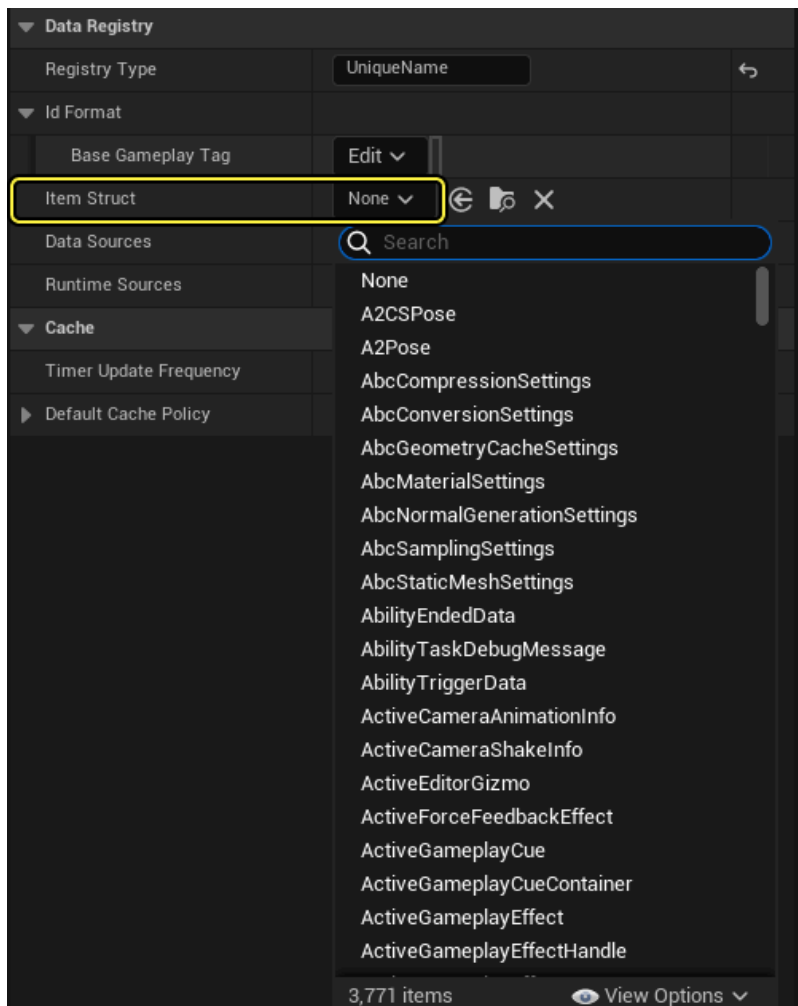 Data Registry
Registry Type UniqueName
Id Format
Base Gameplay Tag Edit
Item Struct None
Data Sources Search
Runtime Sources None
Cache A2CSPose
A2Pose
Timer Update Frequency AbcCompressionSettings
Default Cache Policy AbcConversionSettings
AbcGeometryCacheSettings
AbcMaterialSettings
AbcNormalGenerationSettings
AbcSamplingSettings
AbcStaticMeshSettings
AbilityEndedData
AbilityTaskDebugMessage
AbilityTriggerData
ActiveCameraAnimationInfo
ActiveCameraShakeInfo
ActiveEditorGizmo
ActiveForceFeedbackEffect
ActiveGameplayCue
ActiveGameplayCueContainer
ActiveGameplayEffect
ActiveGameplayEffectHandle
3,771 items View Options